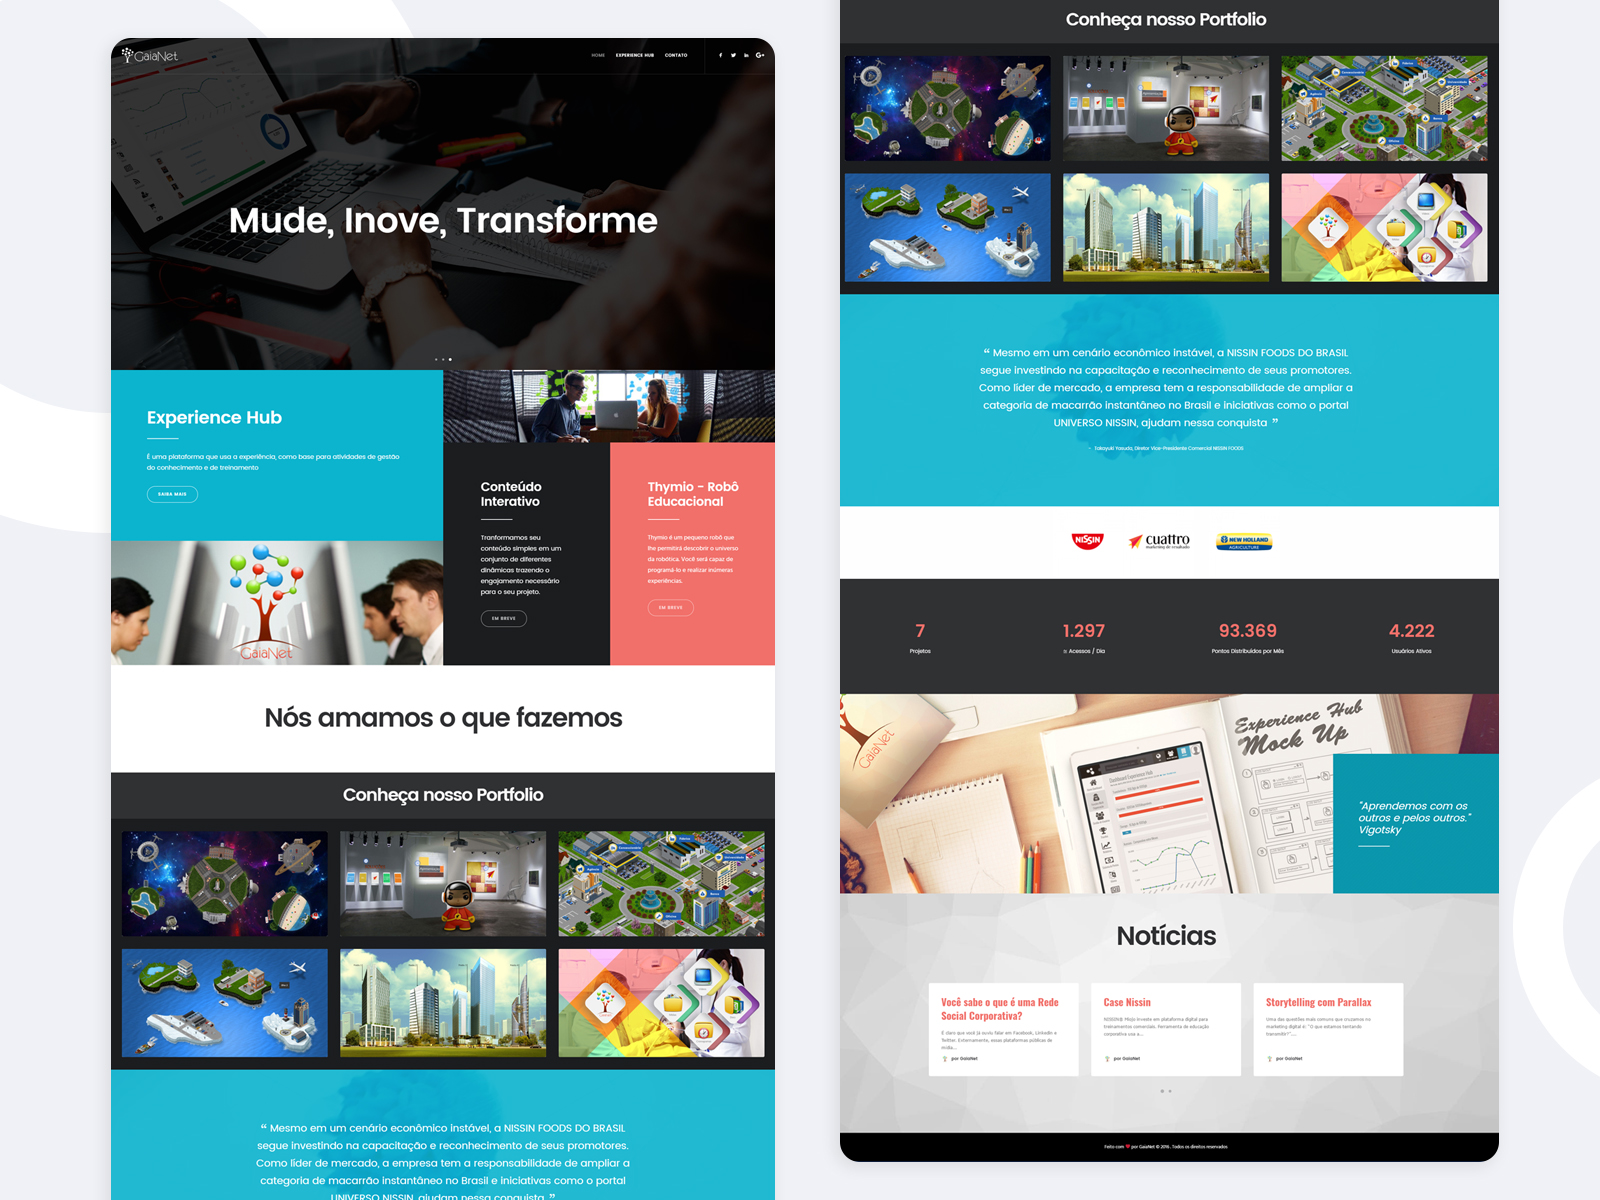 GaiaNet
HOME EXPERIENCE HUB CONTATO
Mude, Inove, Transforme
Experience Hub
É uma plataforma que usa a experiência, como base para atividades de gestão
do conhecimento e de treinamento
SAIBA MAIS
Conteúdo
Interativo
Tranformamos seu
conteúdo simples em um
conjunto de diferentes
dinâmicas trazendo o
engajamento necessário
para o seu projeto.
EM BREVE
Thymio - Robô
Educacional
Thymio é um pequeno robô que
lhe permitirá descobrir o universo
da robótica. Você será capaz de
programá-lo e realizar inúmeras
experiências.
EM BREVE
GaiaNet
Nós amamos o que fazemos
Conheça nosso Portfolio
“ Mesmo em um cenário econômico instável, a NISSIN FOODS DO BRASIL
segue investindo na capacitação e reconhecimento de seus promotores.
Como líder de mercado, a empresa tem a responsabilidade de ampliar a
categoria de macarrão instantâneo no Brasil e iniciativas como o portal
UNIVERSO NISSIN, ajudam nessa conquista ”
Conheça nosso Portfolio
“ Mesmo em um cenário econômico instável, a NISSIN FOODS DO BRASIL
segue investindo na capacitação e reconhecimento de seus promotores.
Como líder de mercado, a empresa tem a responsabilidade de ampliar a
categoria de macarrão instantâneo no Brasil e iniciativas como o portal
UNIVERSO NISSIN, ajudam nessa conquista ”
- Takayuki Yasuda, Diretor Vice-Presidente Comercial NISSIN FOODS
NISSIN
cuattro
marketing de resultados
NEW HOLLAND
AGRICULTURE
7 1.297 93.369 4.222
Projetos ≅ Acessos / Dia Pontos Distribuídos por Mês Usuários Ativos
GaiaNet
Experience Hub
Mock Up
"Aprendemos com os
outros e pelos outros."
Vigotsky
Notícias
Você sabe o que é uma Rede
Social Corporativa?
É claro que você já ouviu falar em Facebook, LinkedIn e
Twitter. Externamente, essas plataformas públicas de
mídia...
por GaiaNet
Case Nissin
NISSIN® Miojo investe em plataforma digital para
treinamentos comerciais. Ferramenta de educação
corporativa usa a...
por GaiaNet
Storytelling com Parallax
Uma das questões mais comuns que cruzamos no
marketing digital é: "O que estamos tentando
transmitir?"...
por GaiaNet
Feito com ❤ por GaiaNet © 2016 . Todos os direitos reservados